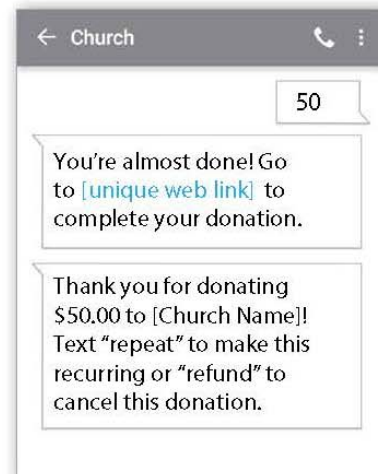 Church
50
You're almost done! Go
to [unique web link] to
complete your donation.
Thank you for donating
$50.00 to [Church Name]!
Text "repeat" to make this
recurring or "refund" to
cancel this donation.